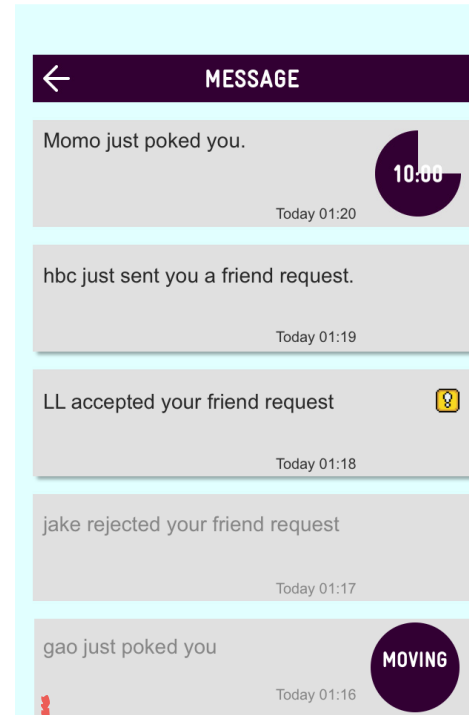 MESSAGE
Momo just poked you.
10:00
Today 01:20
hbc just sent you a friend request.
Today 01:19
LL accepted your friend request
Today 01:18
jake rejected your friend request
Today 01:17
gao just poked you
MOVING
Today 01:16